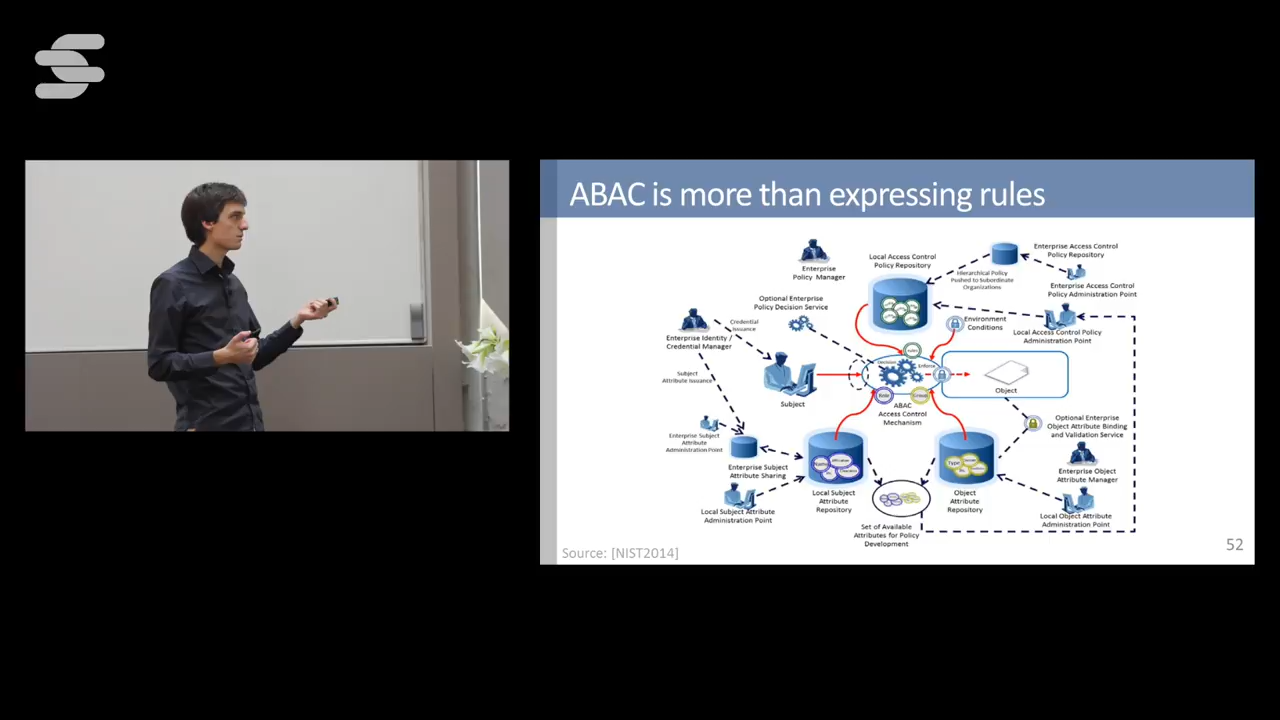 ABAC is more than expressing rules
Enterprise
Policy Manager
Local Access Control
Policy Repository
Enterprise Access Control
Policy Repository
Hierarchical Policy
Pushed to Subordinate
Organizations
Enterprise Access Control
Policy Administration Point
Optional Enterprise
Policy Decision Service
Credential
Issuance
Enterprise Identity /
Credential Manager
Environment
Conditions
Local Access Control Policy
Administration Point
Subject
Attribute Issuance
Decision
Enforce
Subject
Object
ABAC
Access Control
Mechanism
Optional Enterprise
Object Attribute Binding
and Validation Service
Enterprise Subject
Attribute
Administration Point
Enterprise Subject
Attribute Sharing
Name
Type
Enterprise Object
Attribute Manager
Local Subject Attribute
Administration Point
Local Subject
Attribute
Repository
Object
Attribute
Repository
Local Object Attribute
Administration Point
Set of Available
Attributes for Policy
Development
Source: [NIST2014]
52